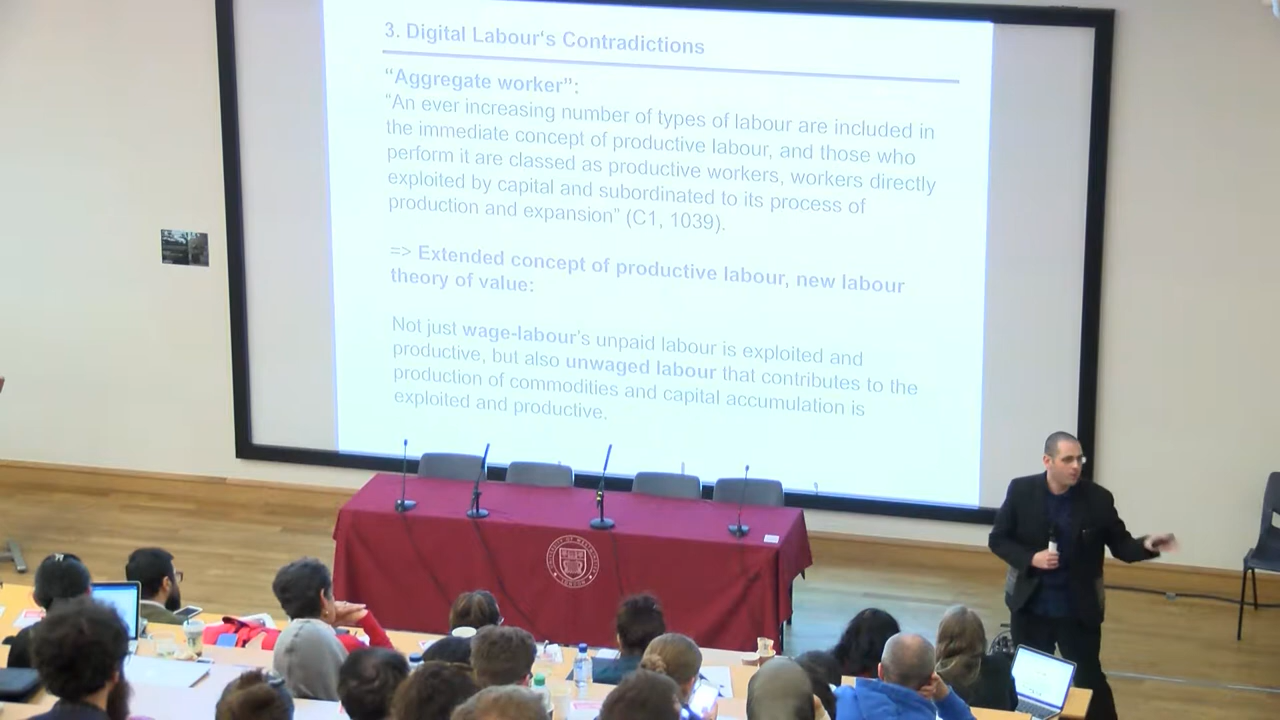 3. Digital Labour‘s Contradictions
“Aggregate worker”:
“An ever increasing number of types of labour are included in
the immediate concept of productive labour, and those who
perform it are classed as productive workers, workers directly
exploited by capital and subordinated to its process of
production and expansion” (C1, 1039).
=> Extended concept of productive labour, new labour
theory of value:
Not just wage-labour’s unpaid labour is exploited and
productive, but also unwaged labour that contributes to the
production of commodities and capital accumulation is
exploited and productive.